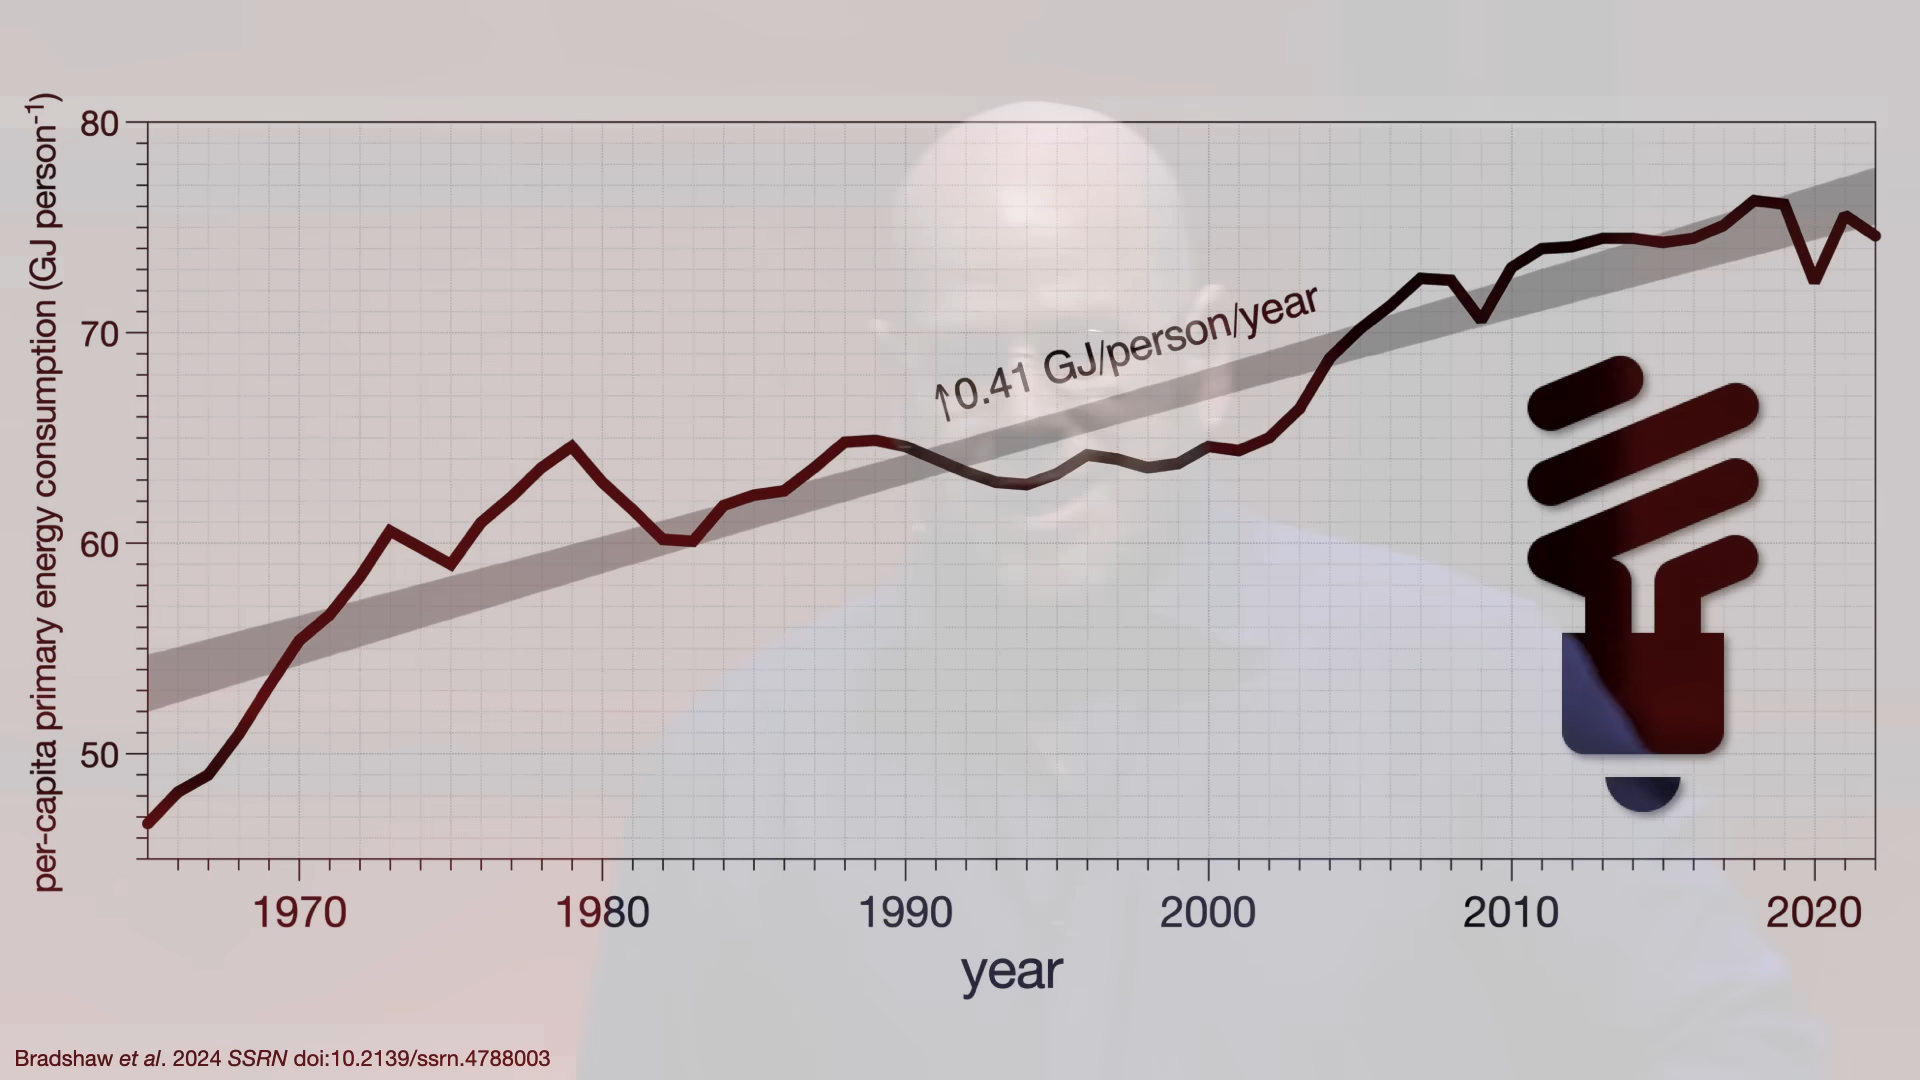 per-capita primary energy consumption (GJ person⁻¹)
80
70
60
50
↑0.41 GJ/person/year
1970 1980 1990 2000 2010 2020
year
Bradshaw et al. 2024 SSRN doi:10.2139/ssrn.4788003